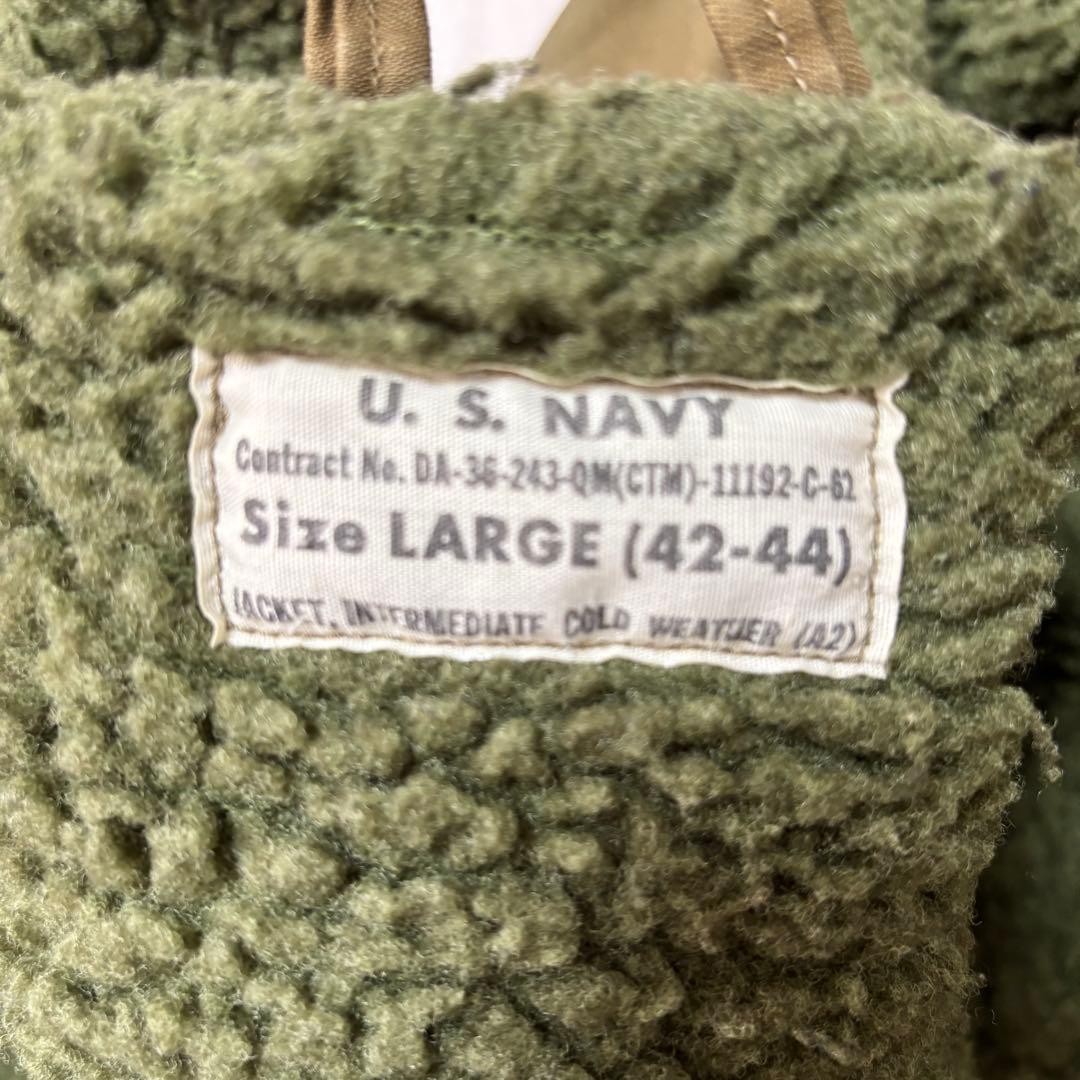 U. S. NAVY
Contract No. DA-36-243-QM(CTM)-11192-C-62
Size LARGE (42-44)
JACKET, INTERMEDIATE COLD WEATHER (A2)